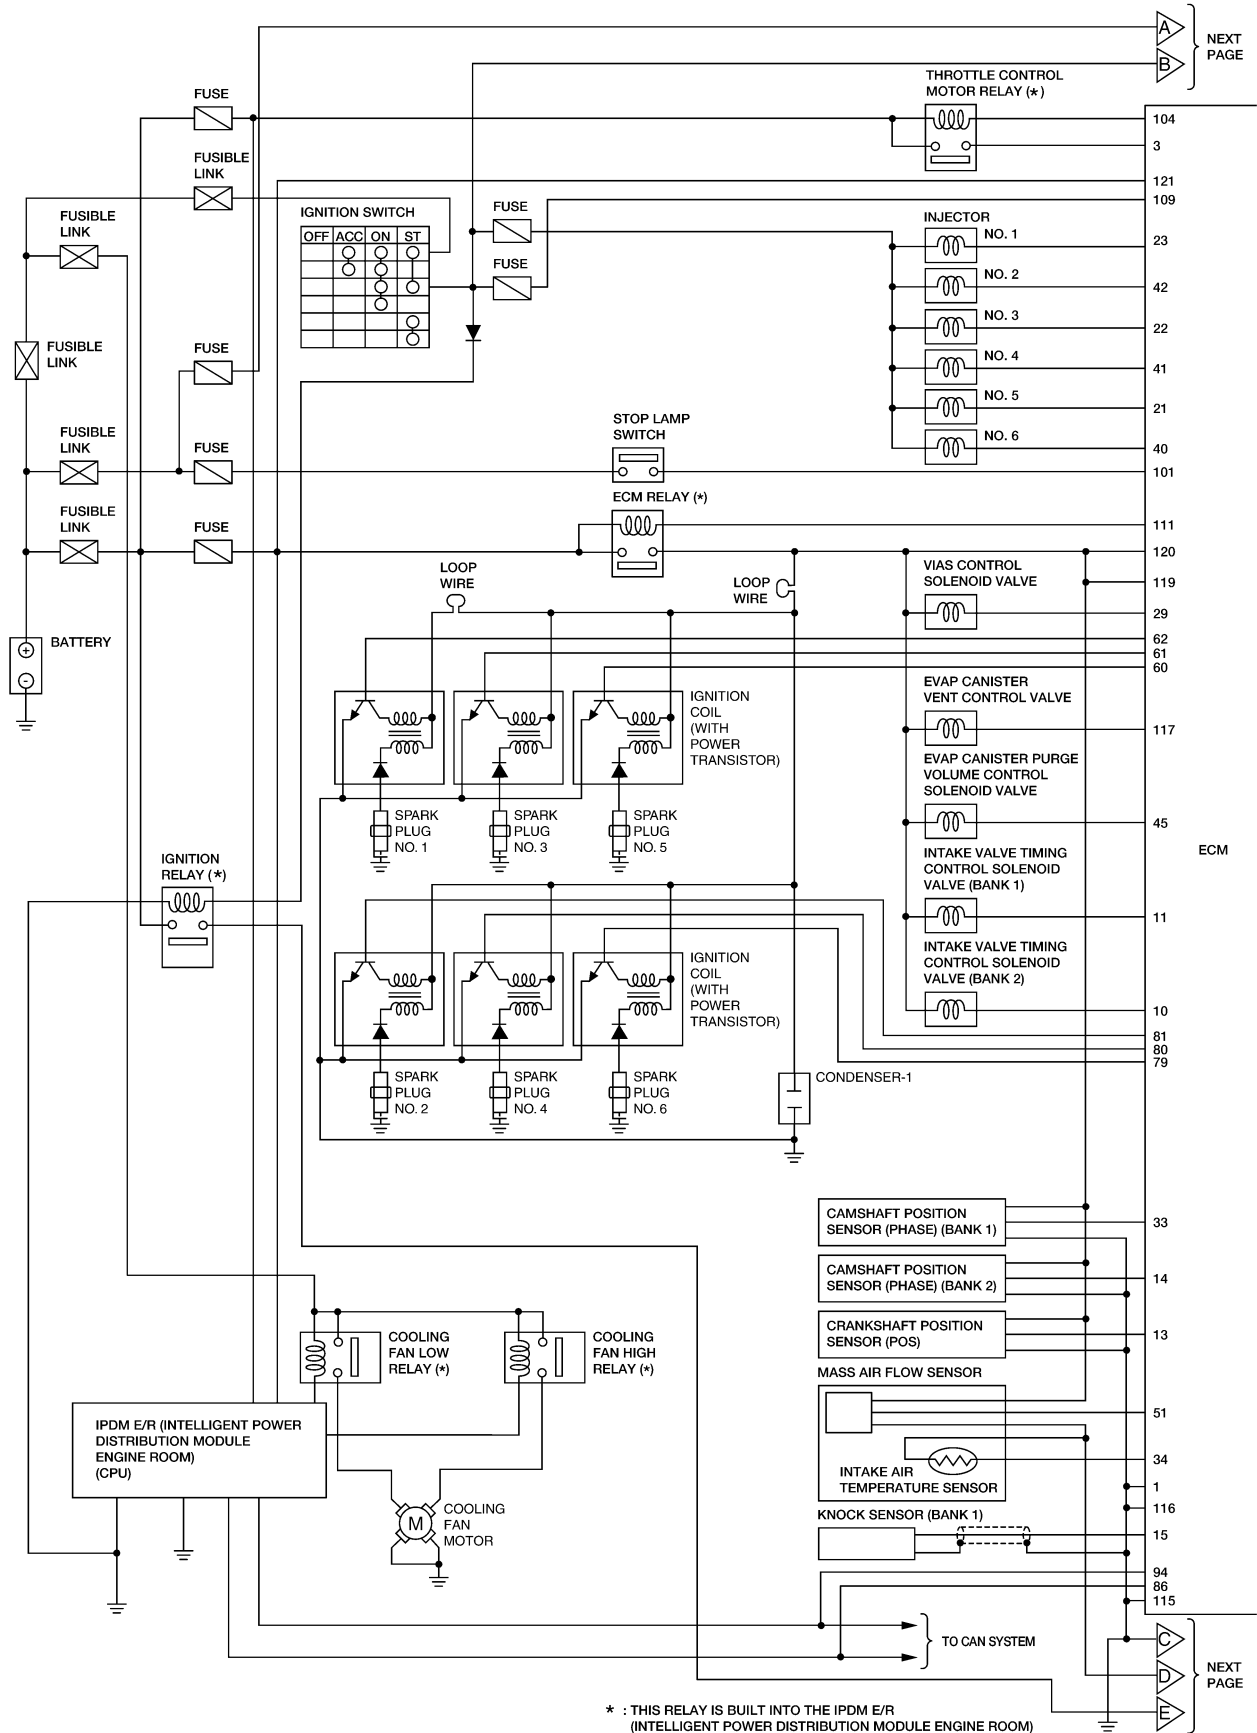 A
NEXT
PAGE
B
THROTTLE CONTROL
MOTOR RELAY (*)
FUSE
104
3
FUSIBLE
LINK
121
109
FUSIBLE
LINK
IGNITION SWITCH
OFF ACC ON ST
FUSE
INJECTOR
NO. 1
23
FUSE
NO. 2
42
NO. 3
22
FUSIBLE
LINK
FUSE
NO. 4
41
NO. 5
21
STOP LAMP
SWITCH
FUSIBLE
LINK
FUSE
NO. 6
40
101
ECM RELAY (*)
FUSIBLE
LINK
FUSE
111
120
LOOP
WIRE
LOOP
WIRE
VIAS CONTROL
SOLENOID VALVE
119
29
BATTERY
+
-
62
61
60
IGNITION
COIL
(WITH
POWER
TRANSISTOR)
EVAP CANISTER
VENT CONTROL VALVE
117
EVAP CANISTER PURGE
VOLUME CONTROL
SOLENOID VALVE
45
SPARK
PLUG
NO. 1
SPARK
PLUG
NO. 3
SPARK
PLUG
NO. 5
ECM
INTAKE VALVE TIMING
CONTROL SOLENOID
VALVE (BANK 1)
11
IGNITION
RELAY (*)
INTAKE VALVE TIMING
CONTROL SOLENOID
VALVE (BANK 2)
10
IGNITION
COIL
(WITH
POWER
TRANSISTOR)
81
80
79
SPARK
PLUG
NO. 2
SPARK
PLUG
NO. 4
SPARK
PLUG
NO. 6
CONDENSER-1
CAMSHAFT POSITION
SENSOR (PHASE) (BANK 1)
33
CAMSHAFT POSITION
SENSOR (PHASE) (BANK 2)
14
CRANKSHAFT POSITION
SENSOR (POS)
13
COOLING
FAN LOW
RELAY (*)
COOLING
FAN HIGH
RELAY (*)
MASS AIR FLOW SENSOR
51
34
INTAKE AIR
TEMPERATURE SENSOR
1
116
IPDM E/R (INTELLIGENT POWER
DISTRIBUTION MODULE
ENGINE ROOM)
(CPU)
M
COOLING
FAN
MOTOR
KNOCK SENSOR (BANK 1)
15
94
86
115
TO CAN SYSTEM
C
D
E
NEXT
PAGE
* : THIS RELAY IS BUILT INTO THE IPDM E/R
(INTELLIGENT POWER DISTRIBUTION MODULE ENGINE ROOM)